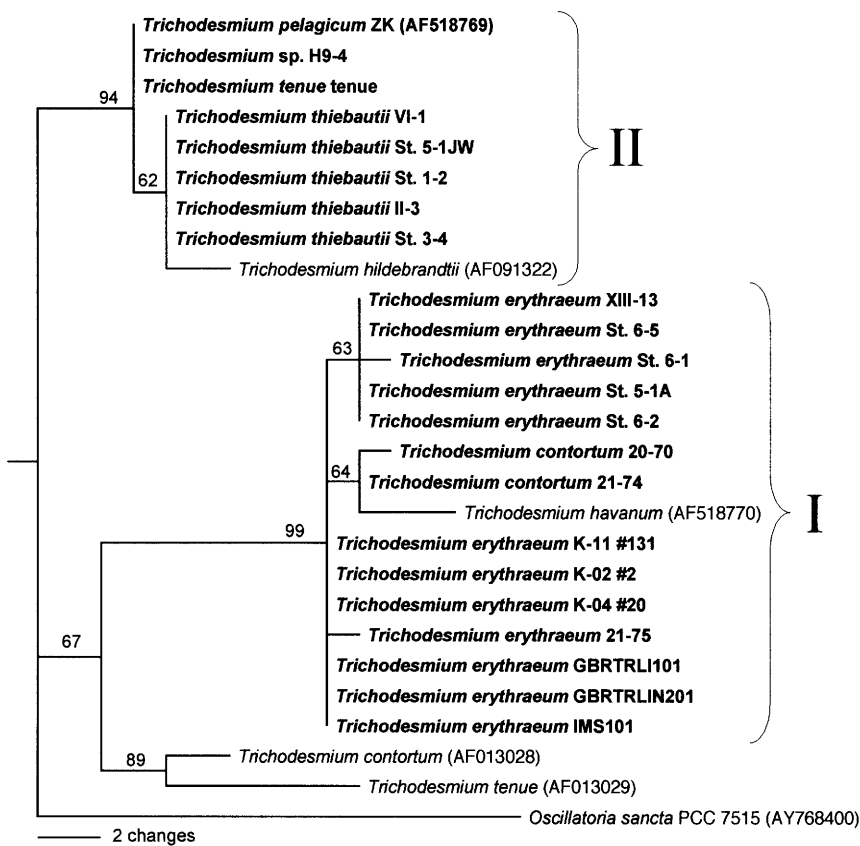 Trichodesmium pelagicum ZK (AF518769)
Trichodesmium sp. H9-4
Trichodesmium tenue tenue
94
Trichodesmium thiebautii VI-1
Trichodesmium thiebautii St. 5-1JW
II
62
Trichodesmium thiebautii St. 1-2
Trichodesmium thiebautii II-3
Trichodesmium thiebautii St. 3-4
Trichodesmium hildebrandtii (AF091322)
Trichodesmium erythraeum XIII-13
Trichodesmium erythraeum St. 6-5
63
Trichodesmium erythraeum St. 6-1
Trichodesmium erythraeum St. 5-1A
Trichodesmium erythraeum St. 6-2
Trichodesmium contortum 20-70
64
Trichodesmium contortum 21-74
Trichodesmium havanum (AF518770)
I
99
Trichodesmium erythraeum K-11 #131
Trichodesmium erythraeum K-02 #2
Trichodesmium erythraeum K-04 #20
Trichodesmium erythraeum 21-75
67
Trichodesmium erythraeum GBRTRLI101
Trichodesmium erythraeum GBRTRLIN201
Trichodesmium erythraeum IMS101
Trichodesmium contortum (AF013028)
89
Trichodesmium tenue (AF013029)
Oscillatoria sancta PCC 7515 (AY768400)
2 changes